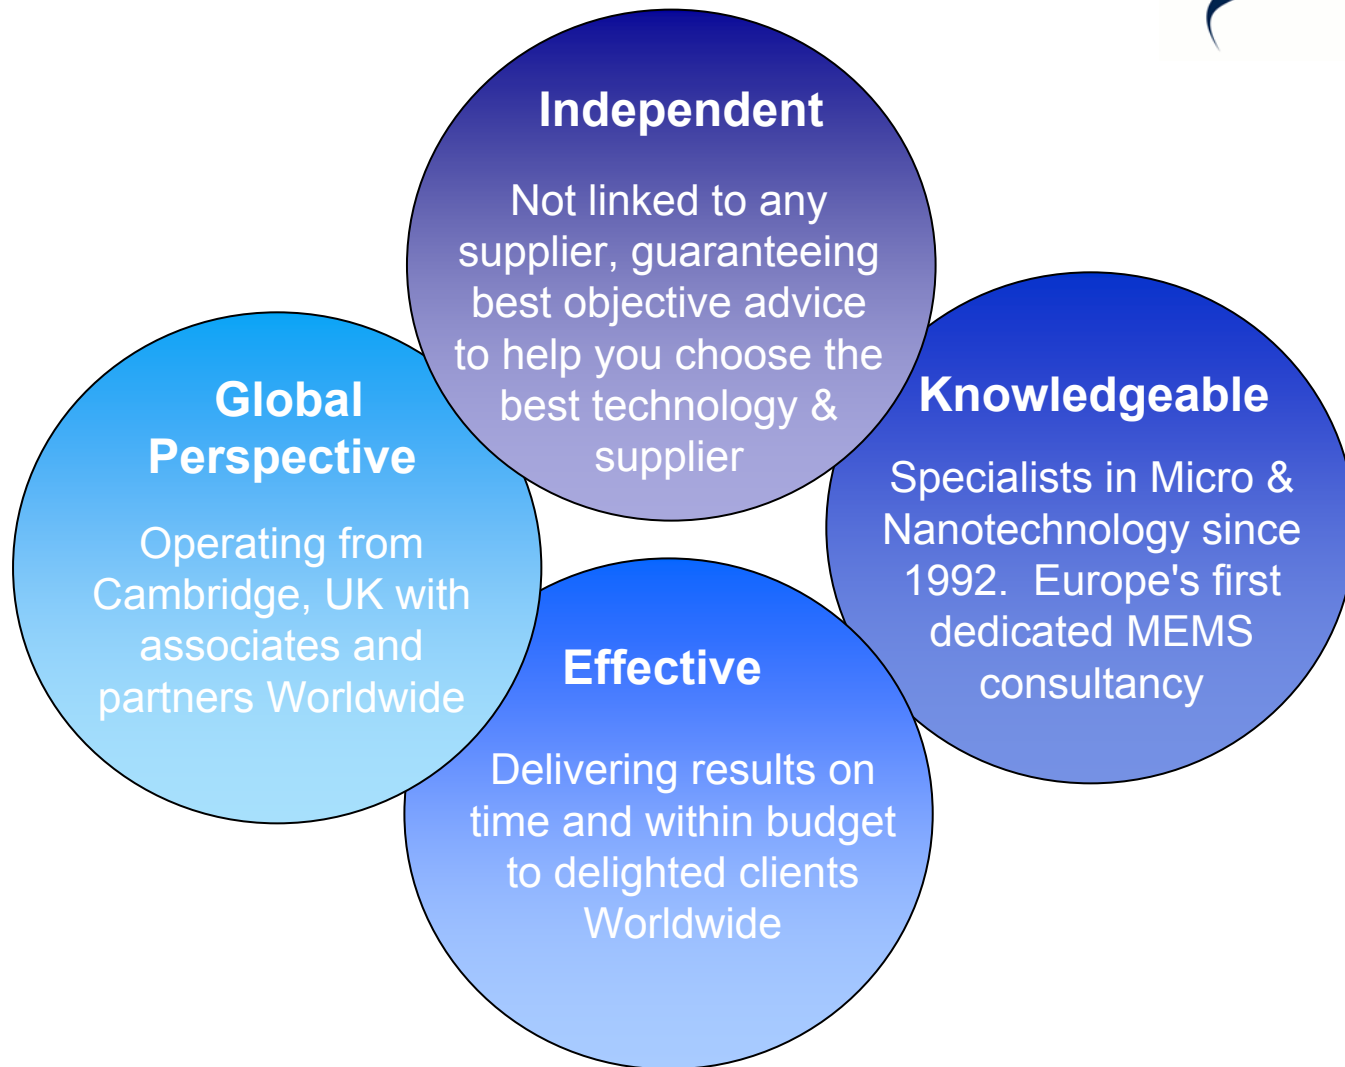 Independent
Not linked to any
supplier, guaranteeing
best objective advice
to help you choose the
best technology &
supplier
Global
Perspective
Operating from
Cambridge, UK with
associates and
partners Worldwide
Knowledgeable
Specialists in Micro &
Nanotechnology since
1992.  Europe's first
dedicated MEMS
consultancy
Effective
Delivering results on
time and within budget
to delighted clients
Worldwide